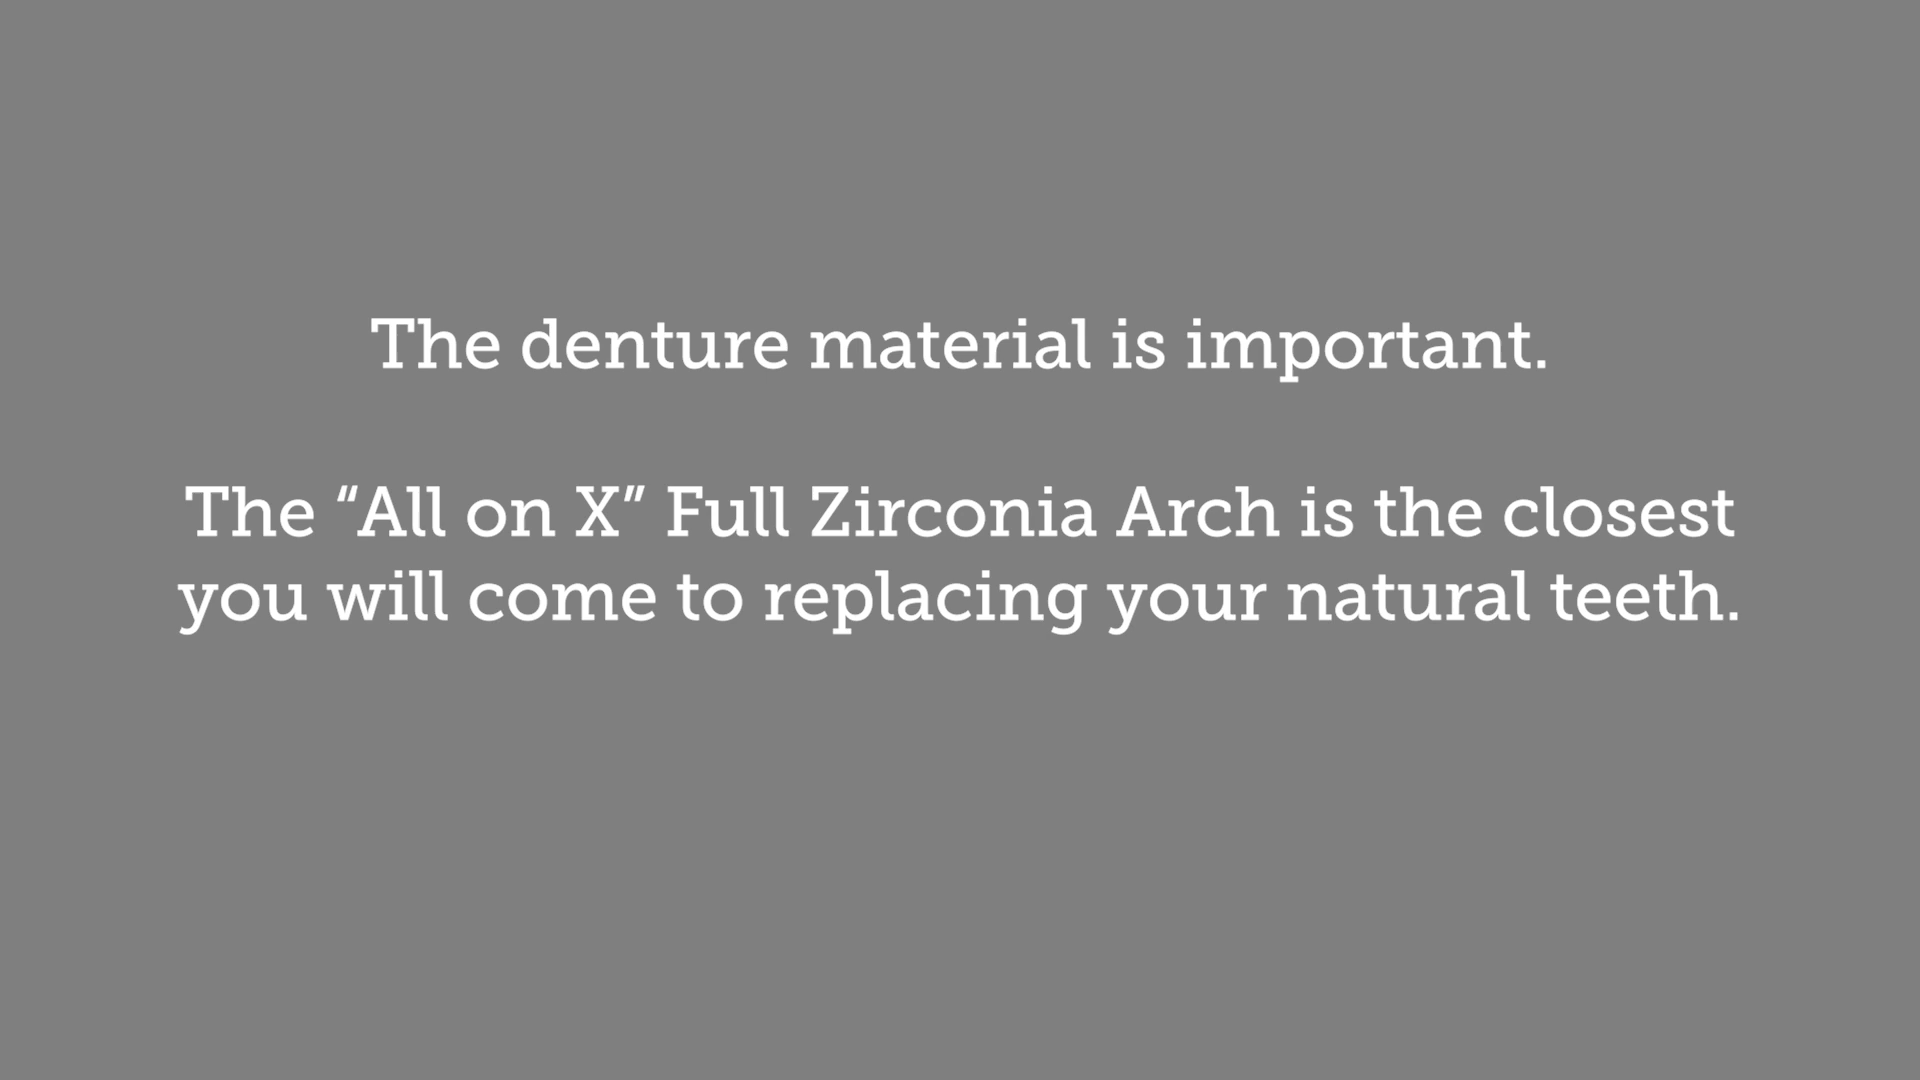 The denture material is important.
The “All on X” Full Zirconia Arch is the closest
you will come to replacing your natural teeth.